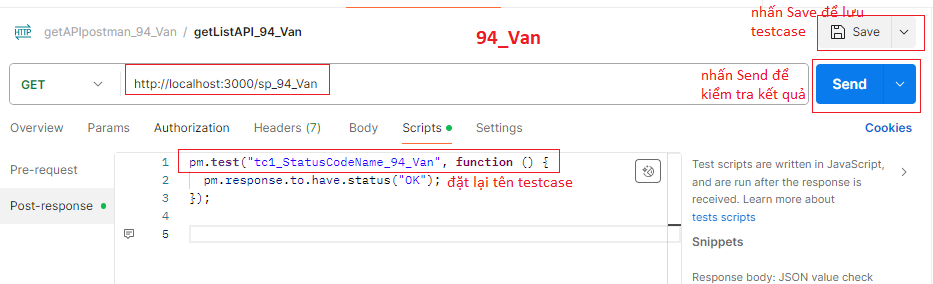 nhấn Save để lưu
testcase
HTTP getAPIpostman_94_Van / getListAPI_94_Van
94_Van
Save
GET
http://localhost:3000/sp_94_Van
nhấn Send để
kiểm tra kết quả
Send
Overview Params Authorization Headers (7) Body Scripts Settings Cookies
Pre-request
Post-response
1 pm.test("tc1_StatusCodeName_94_Van", function () {
2 pm.response.to.have.status("OK");
đặt lại tên testcase
3 });
4
5
Test scripts are written in JavaScript,
and are run after the response is
received. Learn more about
tests scripts
Snippets
Response body: JSON value check